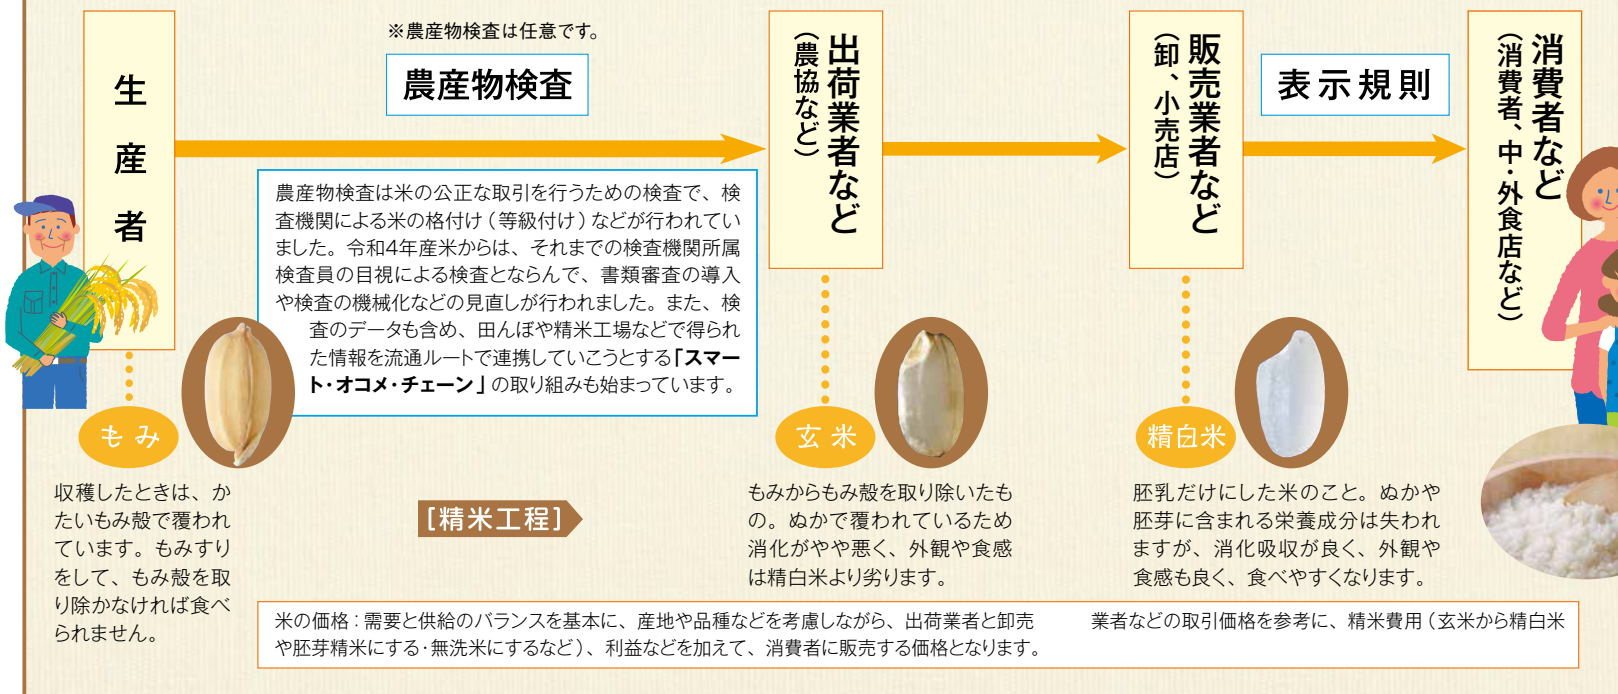 ※農産物検査は任意です。
農産物検査
生産者
出荷業者など
（農協など）
販売業者など
（卸、小売店）
表示規則
消費者など
（消費者、中・外食店など）
農産物検査は米の公正な取引を行うための検査で、検
査機関による米の格付け（等級付け）などが行われてい
ました。令和4年産米からは、それまでの検査機関所属
検査員の目視による検査とならんで、書類審査の導入
や検査の機械化などの見直しが行われました。また、検
査のデータも含め、田んぼや精米工場などで得られ
た情報を流通ルートで連携していこうとする「スマー
ト・オコメ・チェーン」の取り組みも始まっています。
もみ
収穫したときは、か
たいもみ殻で覆われ
ています。もみすり
をして、もみ殻を取
り除かなければ食べ
られません。
［精米工程］
玄米
もみからもみ殻を取り除いたも
の。ぬかで覆われているため
消化がやや悪く、外観や食感
は精白米より劣ります。
精白米
胚乳だけにした米のこと。ぬかや
胚芽に含まれる栄養成分は失われ
ますが、消化吸収が良く、外観や
食感も良く、食べやすくなります。
米の価格：需要と供給のバランスを基本に、産地や品種などを考慮しながら、出荷業者と卸売業者などの取引価格を参考に、精米費用（玄米から精白米
や胚芽精米にする・無洗米にするなど）、利益などを加えて、消費者に販売する価格となります。